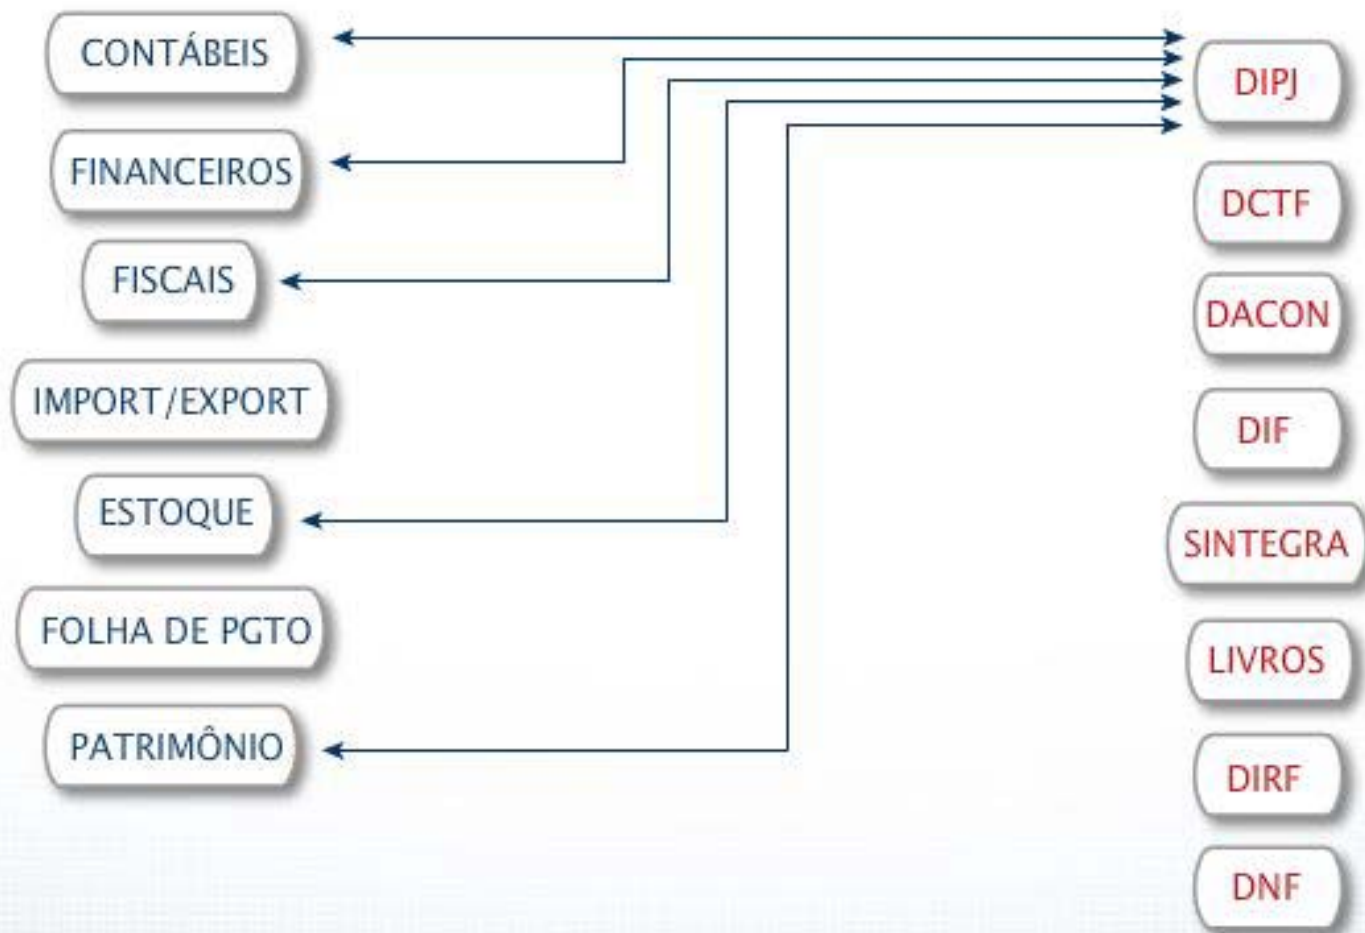 CONTÁBEIS
FINANCEIROS
FISCAIS
IMPORT/EXPORT
ESTOQUE
FOLHA DE PGTO
PATRIMÔNIO
DIPJ
DCTF
DACON
DIF
SINTEGRA
LIVROS
DIRF
DNF